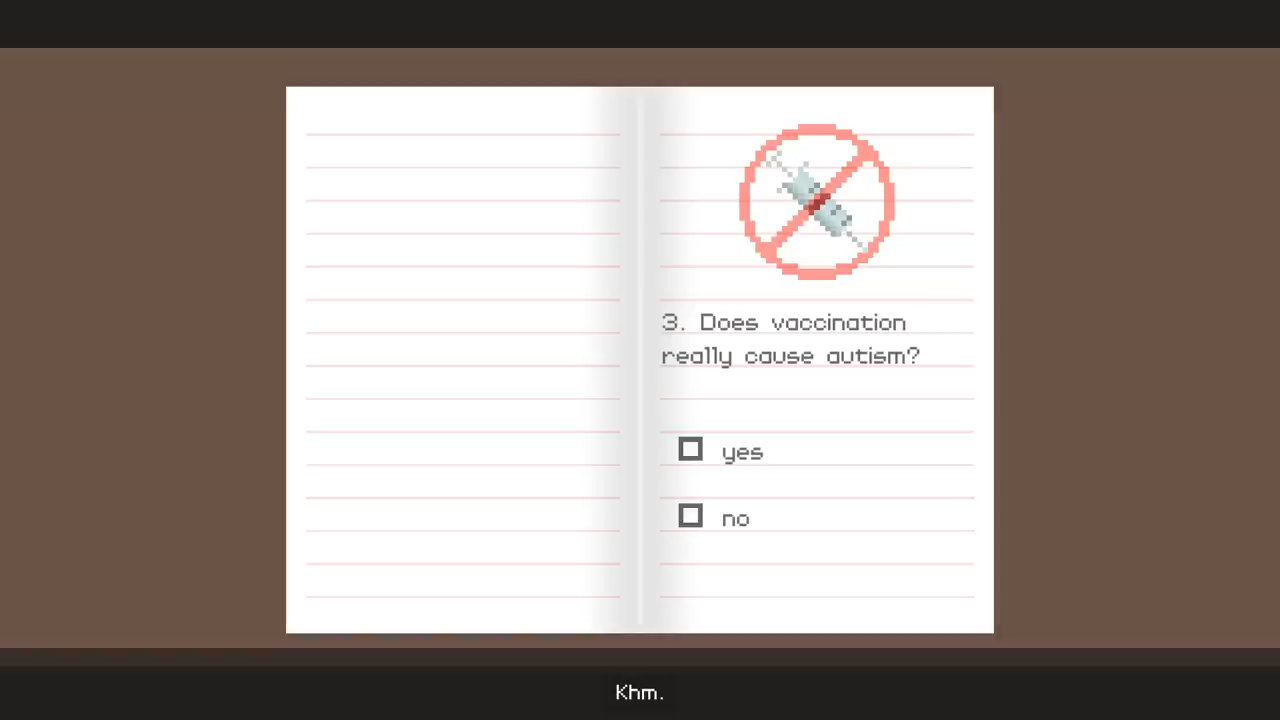 3. Does vaccination
really cause autism?
yes
no
Khm.